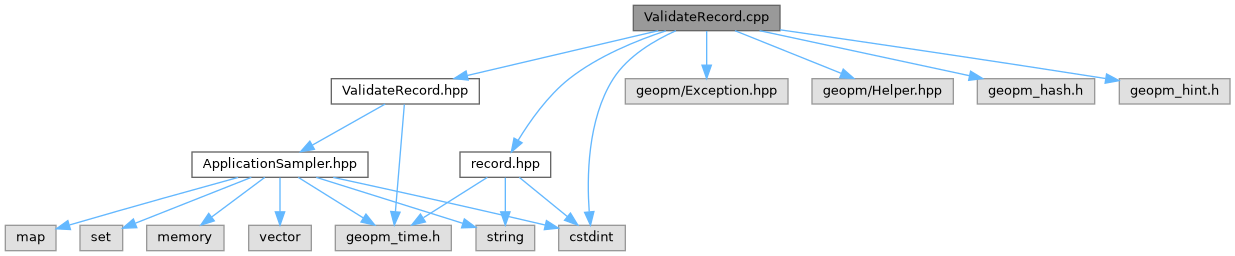 ValidateRecord.cpp
ValidateRecord.hpp
geopm/Exception.hpp
geopm/Helper.hpp
geopm_hash.h
geopm_hint.h
ApplicationSampler.hpp
record.hpp
map
set
memory
vector
geopm_time.h
string
cstdint